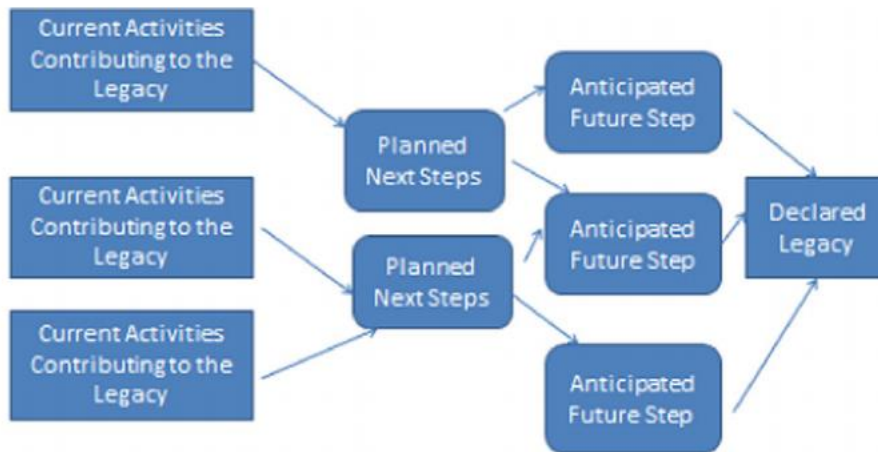 Current Activities
Contributing to the
Legacy
Current Activities
Contributing to the
Legacy
Current Activities
Contributing to the
Legacy
Planned
Next Steps
Planned
Next Steps
Anticipated
Future Step
Anticipated
Future Step
Anticipated
Future Step
Declared
Legacy